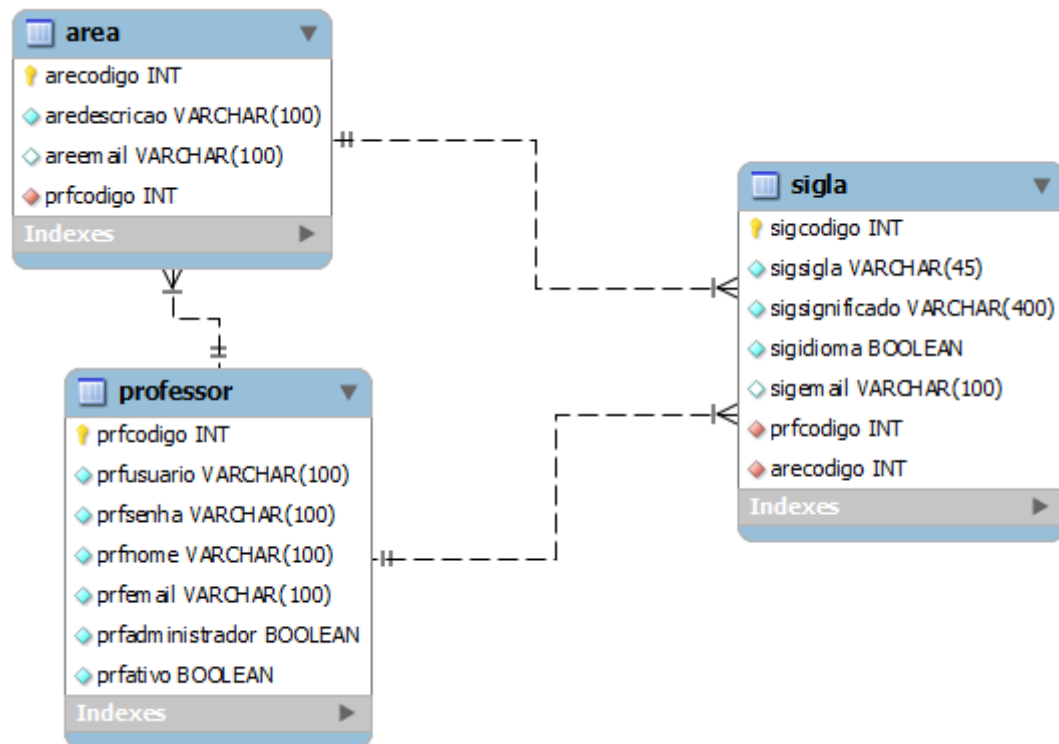 area
arecodigo INT
aredescricao VARCHAR(100)
areemail VARCHAR(100)
prfcodigo INT
Indexes
professor
prfcodigo INT
prfusuario VARCHAR(100)
prfsenha VARCHAR(100)
prfnome VARCHAR(100)
prfemail VARCHAR(100)
prfadministrador BOOLEAN
prfativo BOOLEAN
Indexes
sigla
sigcodigo INT
sigsigla VARCHAR(45)
sigsignificado VARCHAR(400)
sigidioma BOOLEAN
sigemail VARCHAR(100)
prfcodigo INT
arecodigo INT
Indexes